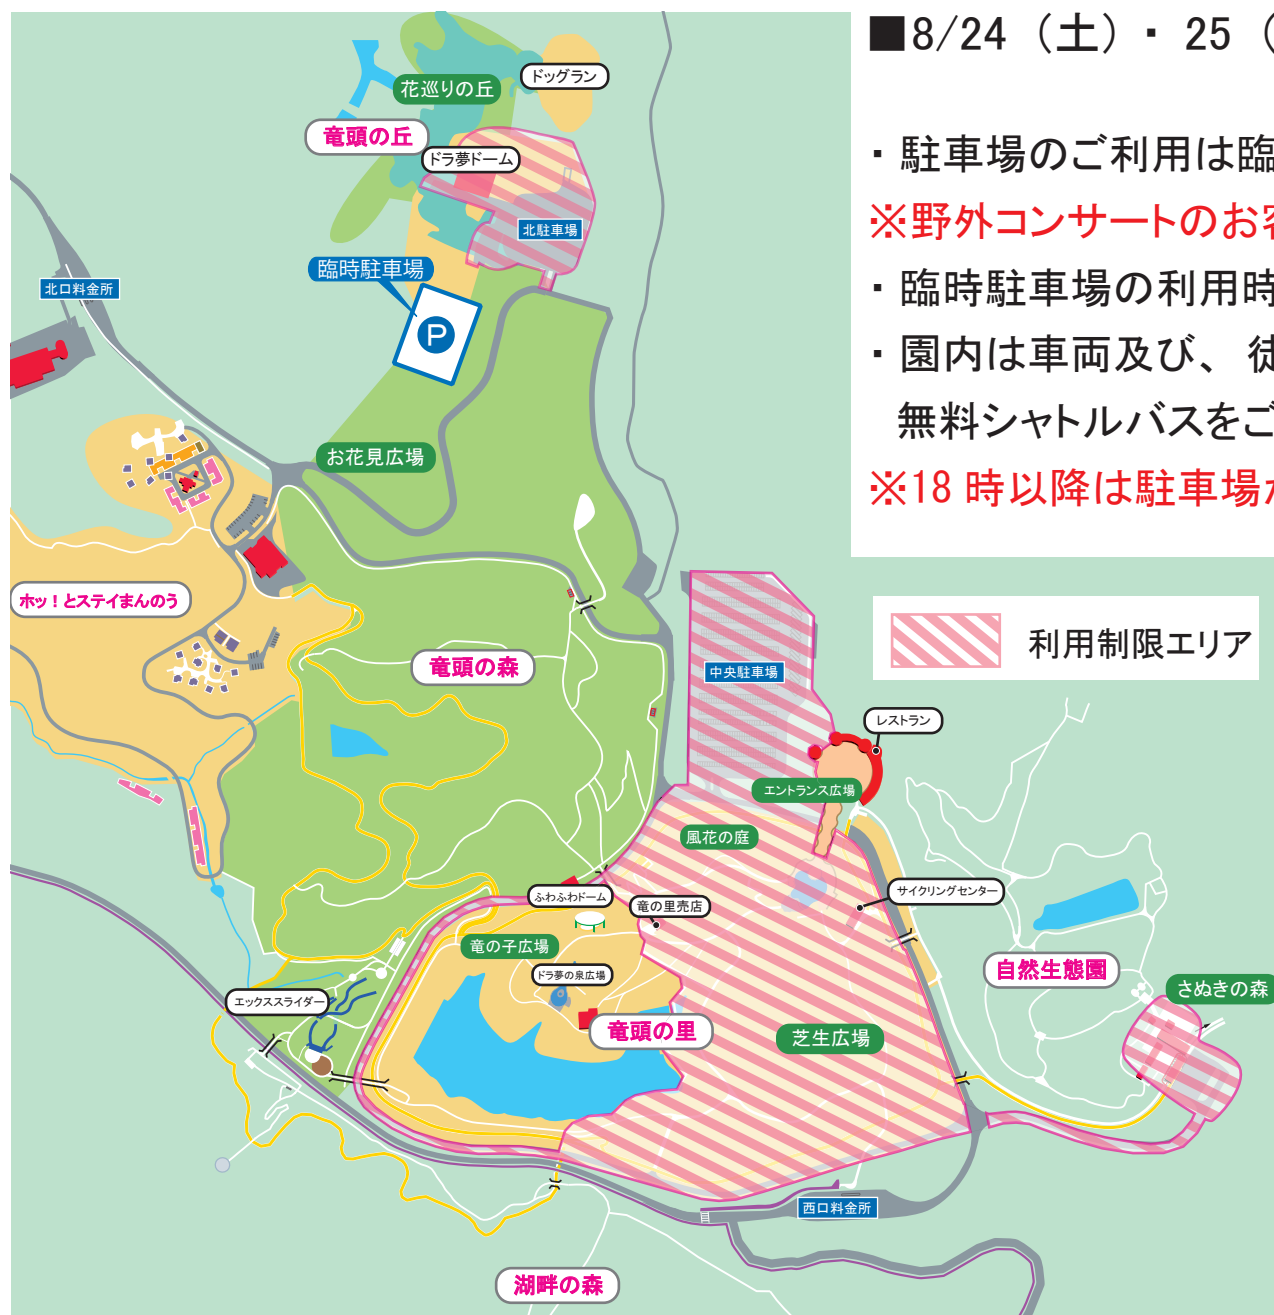 ■8/24（土）・25（
・駐車場のご利用は臨
※野外コンサートのお客
・臨時駐車場の利用時
・園内は車両及び、徒
無料シャトルバスをご
※18 時以降は駐車場が
利用制限エリア
ドッグラン
花巡りの丘
竜頭の丘
ドラ夢ドーム
北駐車場
臨時駐車場
P
北口料金所
お花見広場
ホッ！とステイまんのう
竜頭の森
中央駐車場
レストラン
エントランス広場
風花の庭
ふわふわドーム
竜の里売店
サイクリングセンター
竜の子広場
ドラ夢の泉広場
自然生態園
さぬきの森
エックススライダー
竜頭の里
芝生広場
西口料金所
湖畔の森